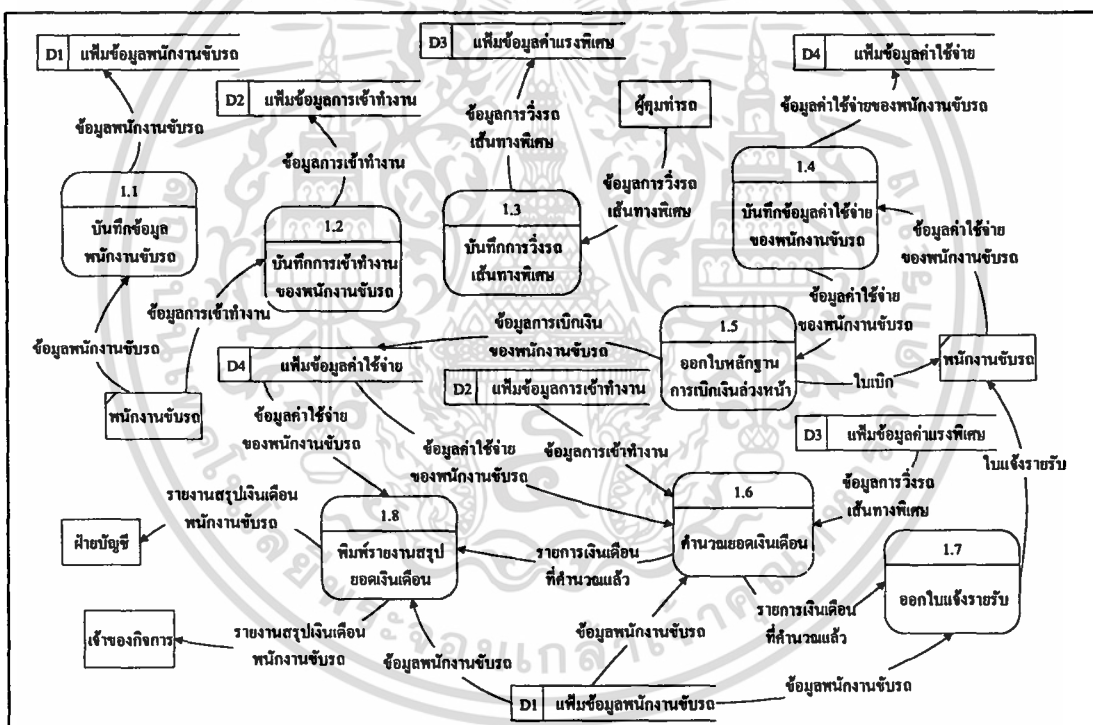 D1 แฟ้มข้อมูลพนักงานขับรถ
D3 แฟ้มข้อมูลค่าแรงพิเศษ
D4 แฟ้มข้อมูลค่าใช้จ่าย
D2 แฟ้มข้อมูลการเข้าทำงาน
ผู้คุมท่ารถ
ข้อมูลพนักงานขับรถ
ข้อมูลการเข้าทำงาน
ข้อมูลการวิ่งรถ
เส้นทางพิเศษ
ข้อมูลค่าใช้จ่ายของพนักงานขับรถ
1.1
บันทึกข้อมูล
พนักงานขับรถ
1.2
บันทึกการเข้าทำงาน
ของพนักงานขับรถ
1.3
บันทึกการวิ่งรถ
เส้นทางพิเศษ
ข้อมูลการวิ่งรถ
เส้นทางพิเศษ
1.4
บันทึกข้อมูลค่าใช้จ่าย
ของพนักงานขับรถ
ข้อมูลค่าใช้จ่าย
ของพนักงานขับรถ
ข้อมูลพนักงานขับรถ
ข้อมูลการเข้าทำงาน
พนักงานขับรถ
ข้อมูลการเบิกเงิน
ของพนักงานขับรถ
ข้อมูลค่าใช้จ่าย
ของพนักงานขับรถ
1.5
ออกใบหลักฐาน
การเบิกเงินล่วงหน้า
ใบเบิก
พนักงานขับรถ
D4 แฟ้มข้อมูลค่าใช้จ่าย
D2 แฟ้มข้อมูลการเข้าทำงาน
D3 แฟ้มข้อมูลค่าแรงพิเศษ
ข้อมูลค่าใช้จ่าย
ของพนักงานขับรถ
ข้อมูลค่าใช้จ่าย
ของพนักงานขับรถ
ข้อมูลการเข้าทำงาน
ข้อมูลการวิ่งรถ
เส้นทางพิเศษ
ใบแจ้งรายรับ
รายงานสรุปเงินเดือน
พนักงานขับรถ
ฝ่ายบัญชี
1.8
พิมพ์รายงานสรุป
ยอดเงินเดือน
รายการเงินเดือน
ที่คำนวณแล้ว
1.6
คำนวณยอดเงินเดือน
1.7
ออกใบแจ้งรายรับ
รายการเงินเดือน
ที่คำนวณแล้ว
เจ้าของกิจการ
รายงานสรุปเงินเดือน
พนักงานขับรถ
ข้อมูลพนักงานขับรถ
ข้อมูลพนักงานขับรถ
ข้อมูลพนักงานขับรถ
D1 แฟ้มข้อมูลพนักงานขับรถ